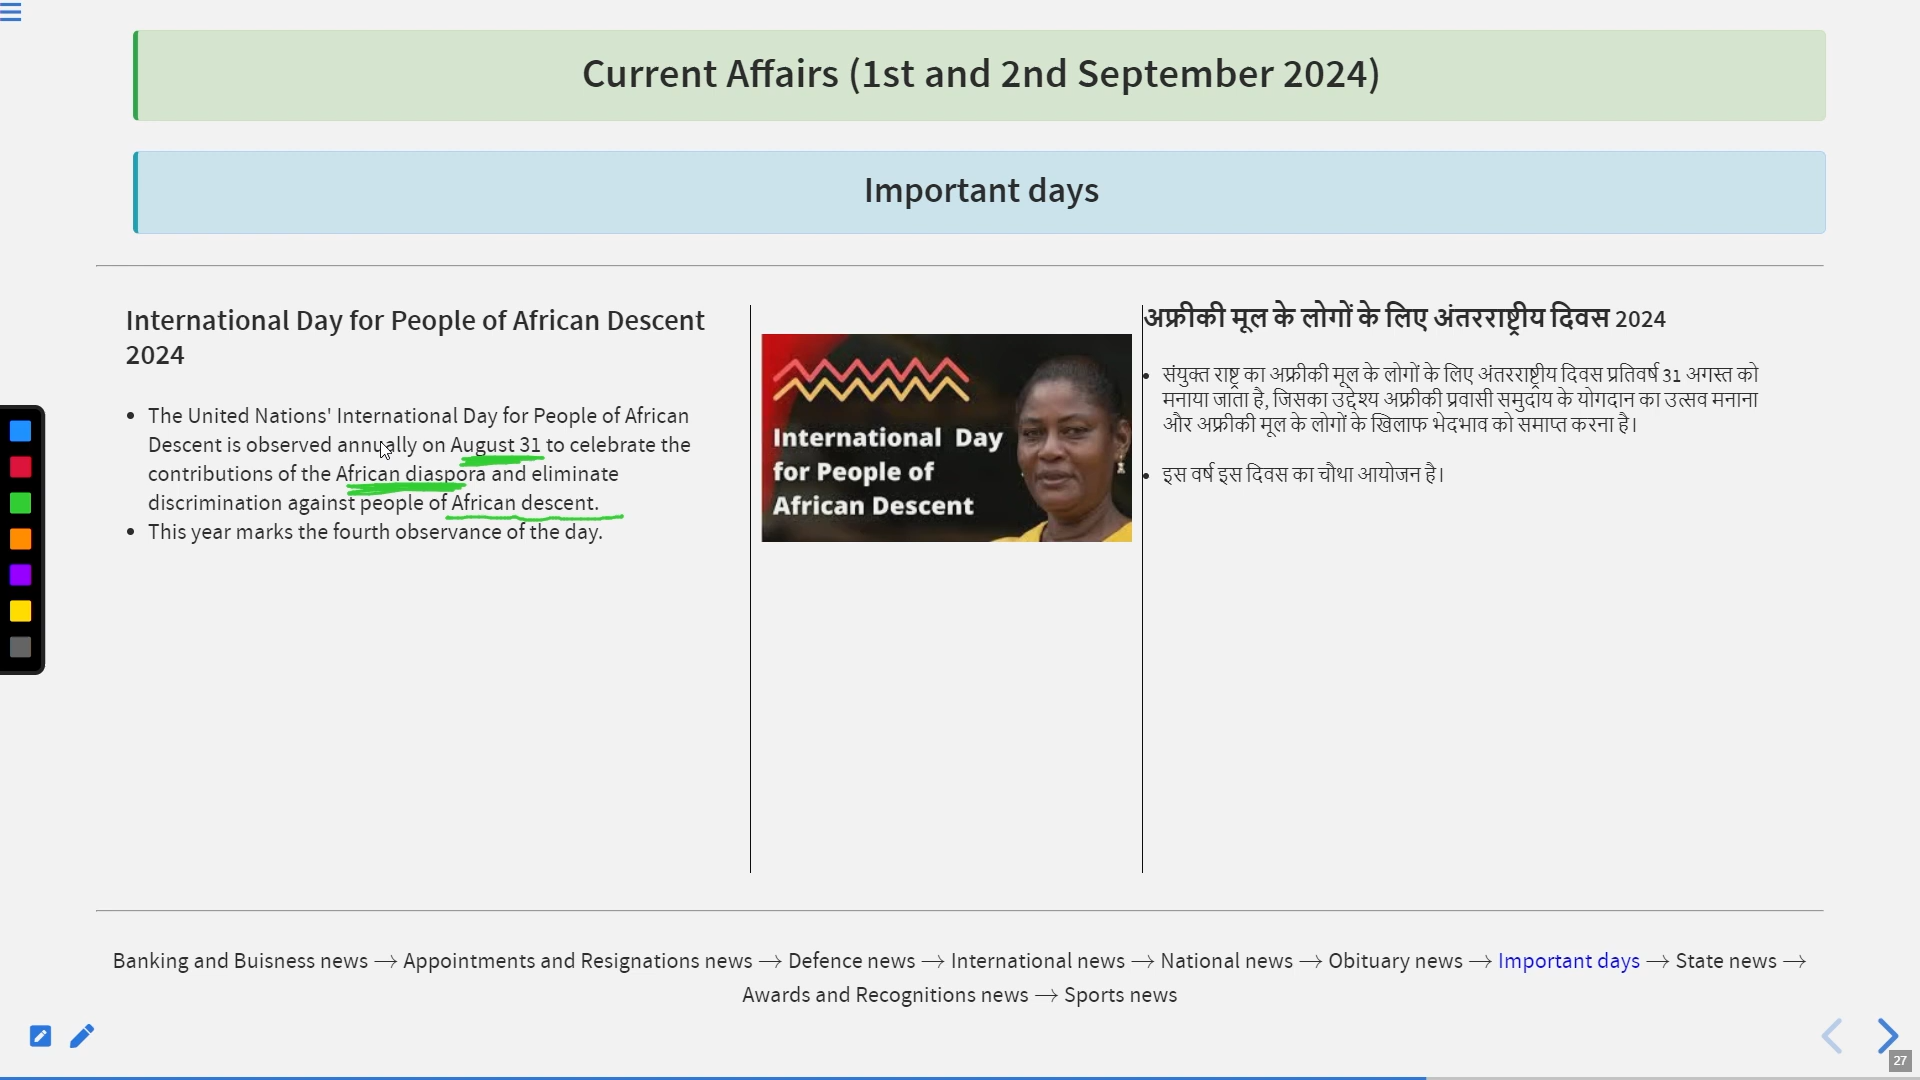 Current Affairs (1st and 2nd September 2024)
Important days
International Day for People of African Descent
2024
The United Nations' International Day for People of African
Descent is observed annually on August 31 to celebrate the
contributions of the African diaspora and eliminate
discrimination against people of African descent.
This year marks the fourth observance of the day.
International Day
for People of
African Descent
अफ्रीकी मूल के लोगों के लिए अंतरराष्ट्रीय दिवस 2024
संयुक्त राष्ट्र का अफ्रीकी मूल के लोगों के लिए अंतरराष्ट्रीय दिवस प्रतिवर्ष 31 अगस्त को
मनाया जाता है, जिसका उद्देश्य अफ्रीकी प्रवासी समुदाय के योगदान का उत्सव मनाना
और अफ्रीकी मूल के लोगों के खिलाफ भेदभाव को समाप्त करना है।
इस वर्ष इस दिवस का चौथा आयोजन है।
Banking and Buisness news → Appointments and Resignations news → Defence news → International news → National news → Obituary news → Important days → State news →
Awards and Recognitions news → Sports news
27